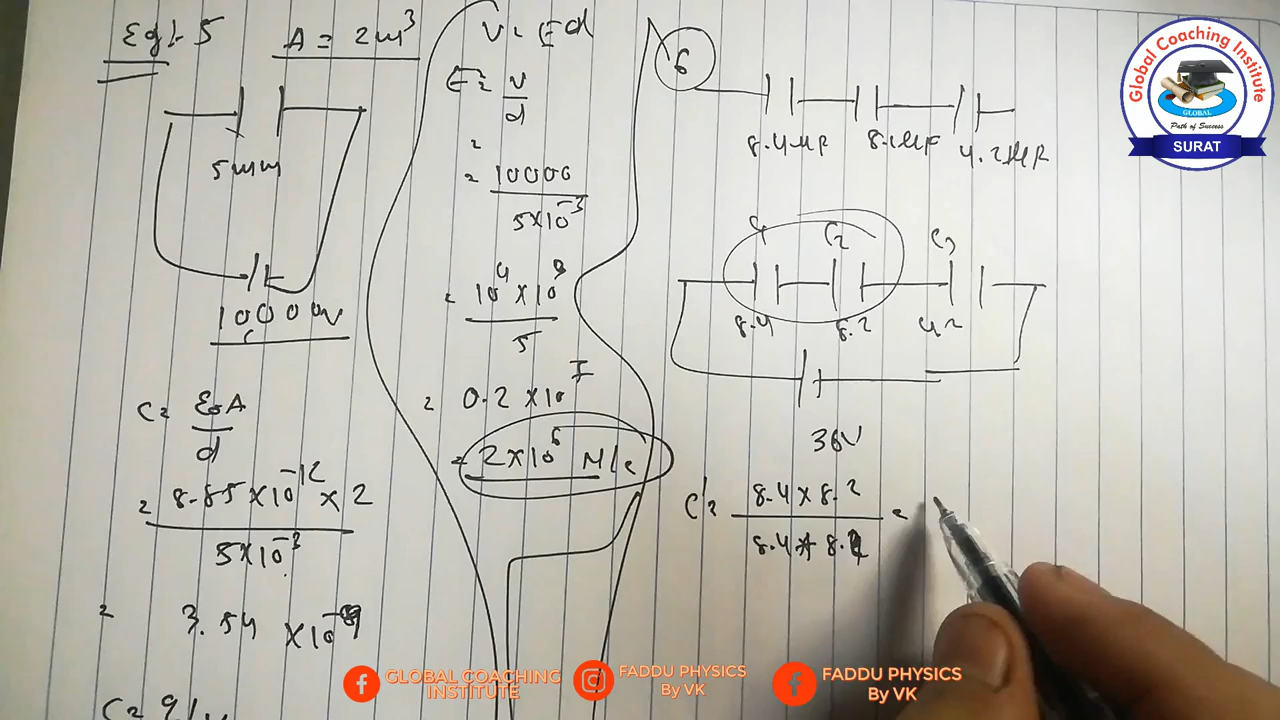 Eg:- 5
A = 2m³
5mm
10000V
C = ε₀A
d
= 8.85 × 10⁻¹² × 2
5×10⁻³
= 3.54 ×10⁻⁹
C = q/v
V = Ed
E = v
d
=
= 10000
5×10⁻³
= 10⁴ × 10³
5
= 0.2 × 10⁷
= 2×10⁶ N/c
6
8.4μF
4.2μF
C₁ C₂ C₃
8.4 8.2 4.2
36V
C' = 8.4 × 8.2 =
8.4 + 8.2
Global Coaching Institute
GLOBAL
Path of Success
SURAT
GLOBAL COACHING
INSTITUTE
FADDU PHYSICS
By VK
FADDU PHYSICS
By VK